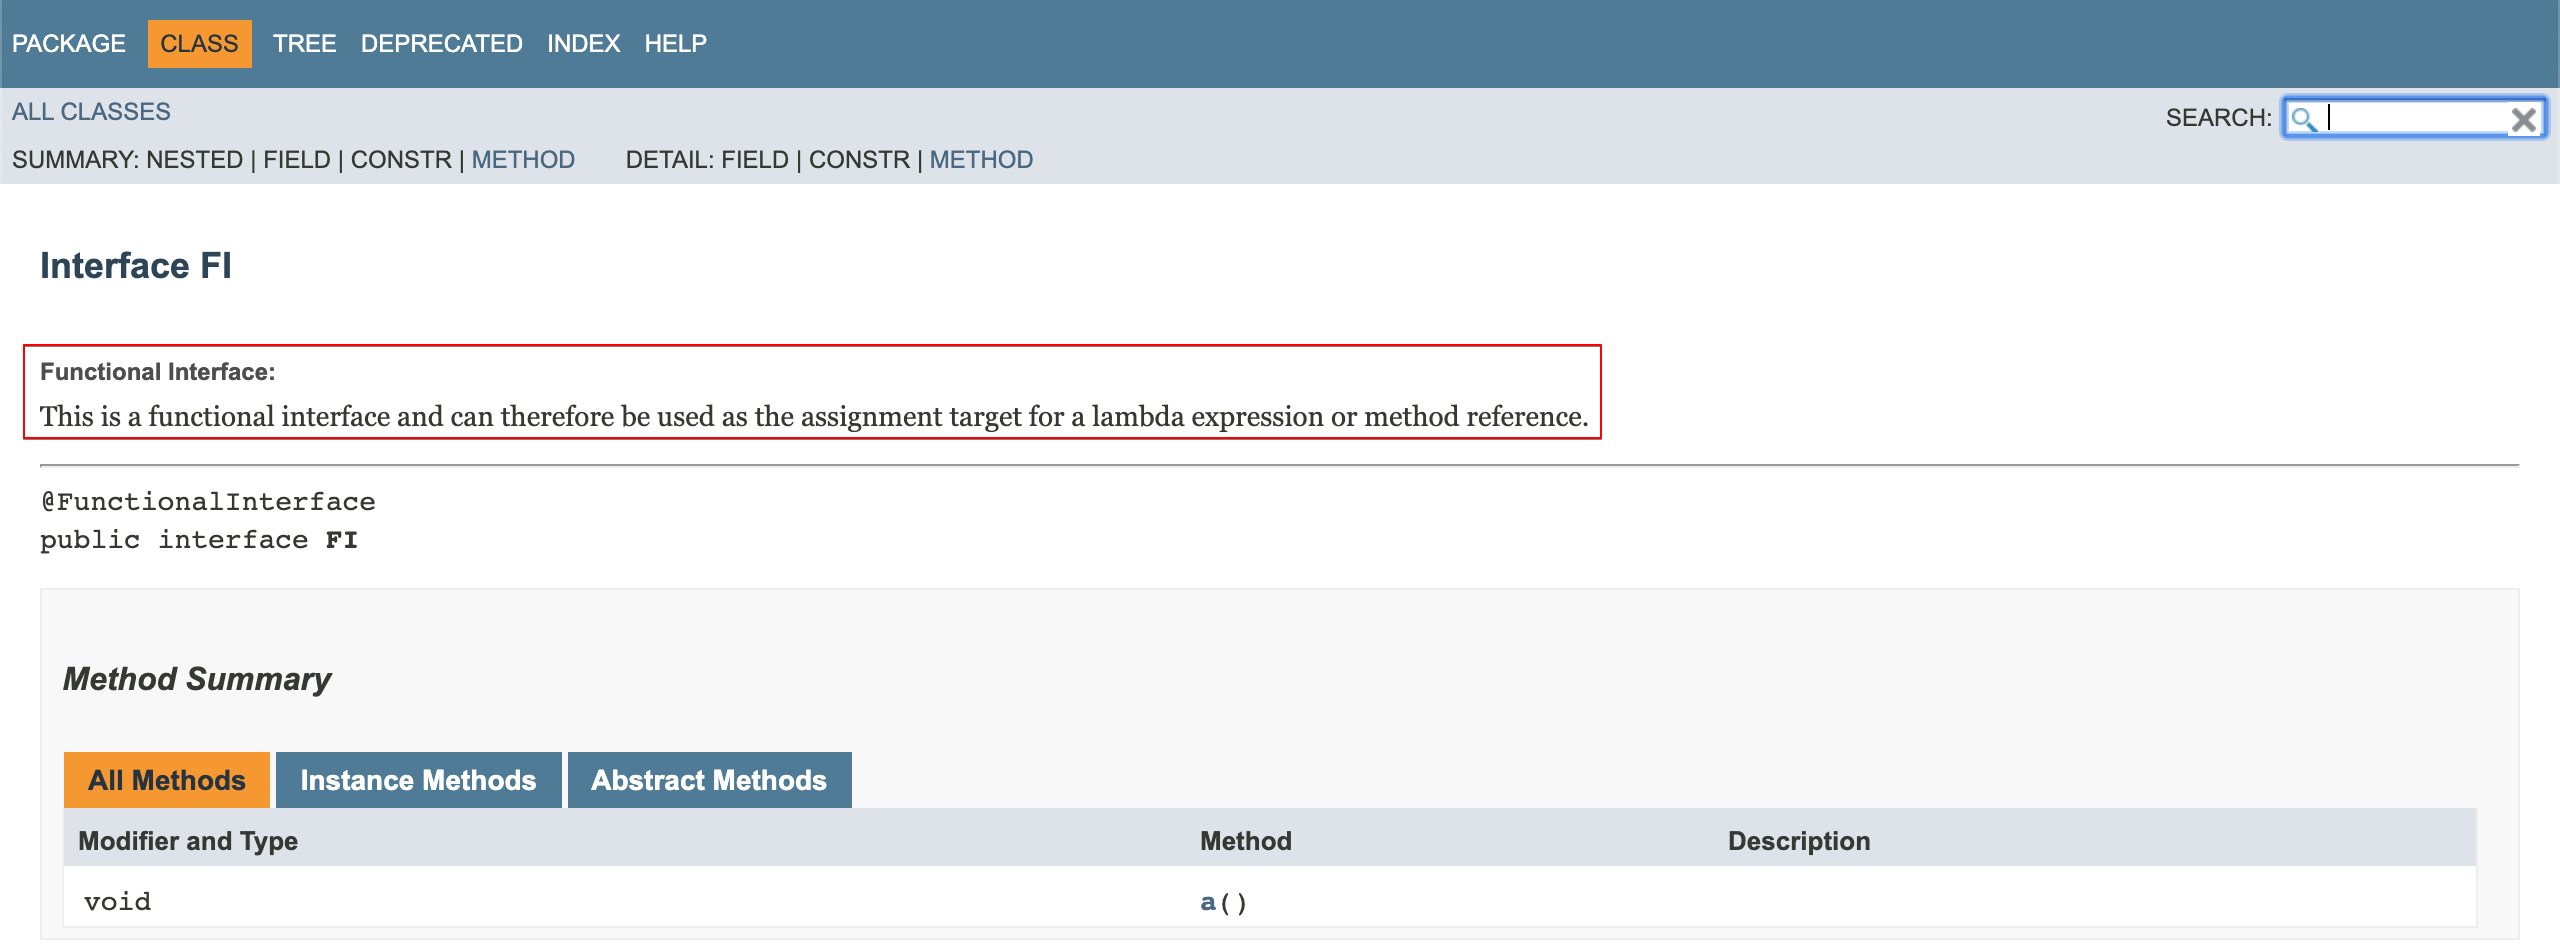 PACKAGE CLASS TREE DEPRECATED INDEX HELP
ALL CLASSES
SEARCH:
SUMMARY: NESTED | FIELD | CONSTR | METHOD DETAIL: FIELD | CONSTR | METHOD
Interface FI
Functional Interface:
This is a functional interface and can therefore be used as the assignment target for a lambda expression or method reference.
@FunctionalInterface
public interface FI
Method Summary
All Methods Instance Methods Abstract Methods
Modifier and Type Method Description
void a()